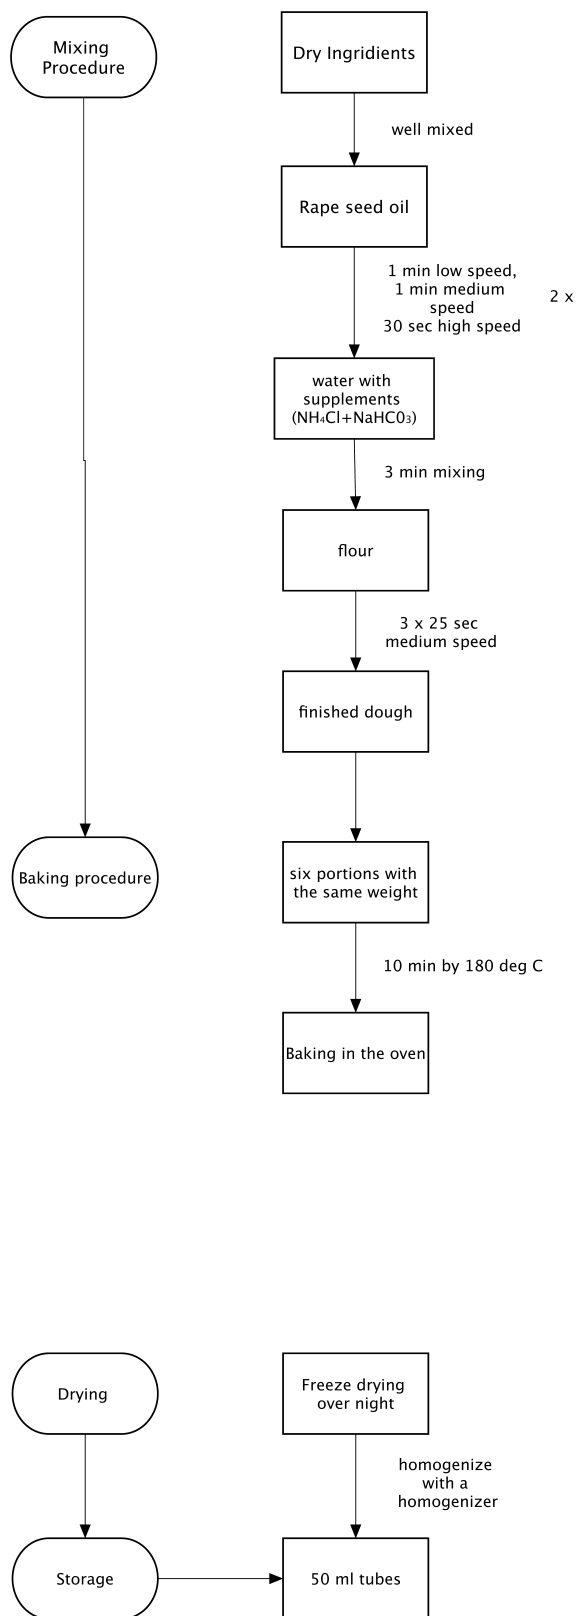 Mixing
Procedure
Dry Ingridients
well mixed
Rape seed oil
1 min low speed,
1 min medium
speed
30 sec high speed
2 x
water with
supplements
(NH₄Cl+NaHC0₃)
3 min mixing
flour
3 x 25 sec
medium speed
finished dough
Baking procedure
six portions with
the same weight
10 min by 180 deg C
Baking in the oven
Drying
Freeze drying
over night
homogenize
with a
homogenizer
Storage
50 ml tubes